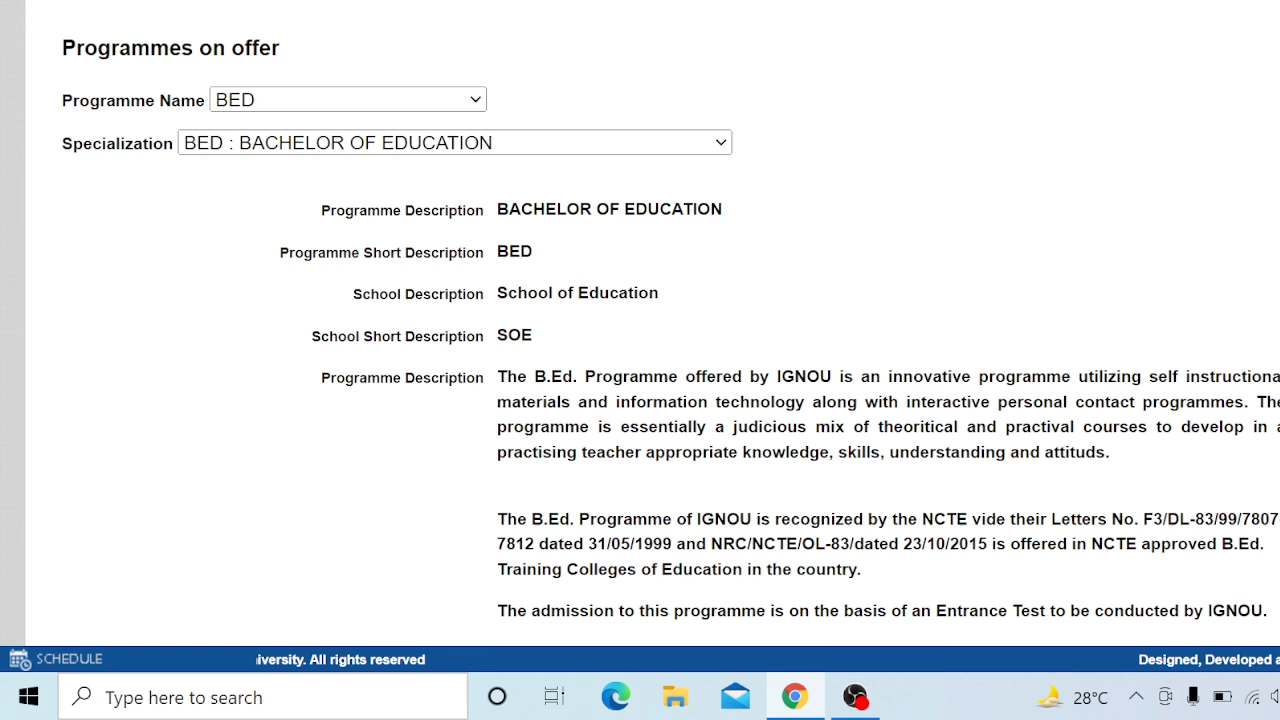 Programmes on offer
Programme Name BED
Specialization BED : BACHELOR OF EDUCATION
Programme Description BACHELOR OF EDUCATION
Programme Short Description BED
School Description School of Education
School Short Description SOE
Programme Description The B.Ed. Programme offered by IGNOU is an innovative programme utilizing self instructiona
materials and information technology along with interactive personal contact programmes. The
programme is essentially a judicious mix of theoritical and practival courses to develop in a
practising teacher appropriate knowledge, skills, understanding and attituds.
The B.Ed. Programme of IGNOU is recognized by the NCTE vide their Letters No. F3/DL-83/99/7807
7812 dated 31/05/1999 and NRC/NCTE/OL-83/dated 23/10/2015 is offered in NCTE approved B.Ed.
Training Colleges of Education in the country.
The admission to this programme is on the basis of an Entrance Test to be conducted by IGNOU.
SCHEDULE iversity. All rights reserved Designed, Developed a
Type here to search 28°C